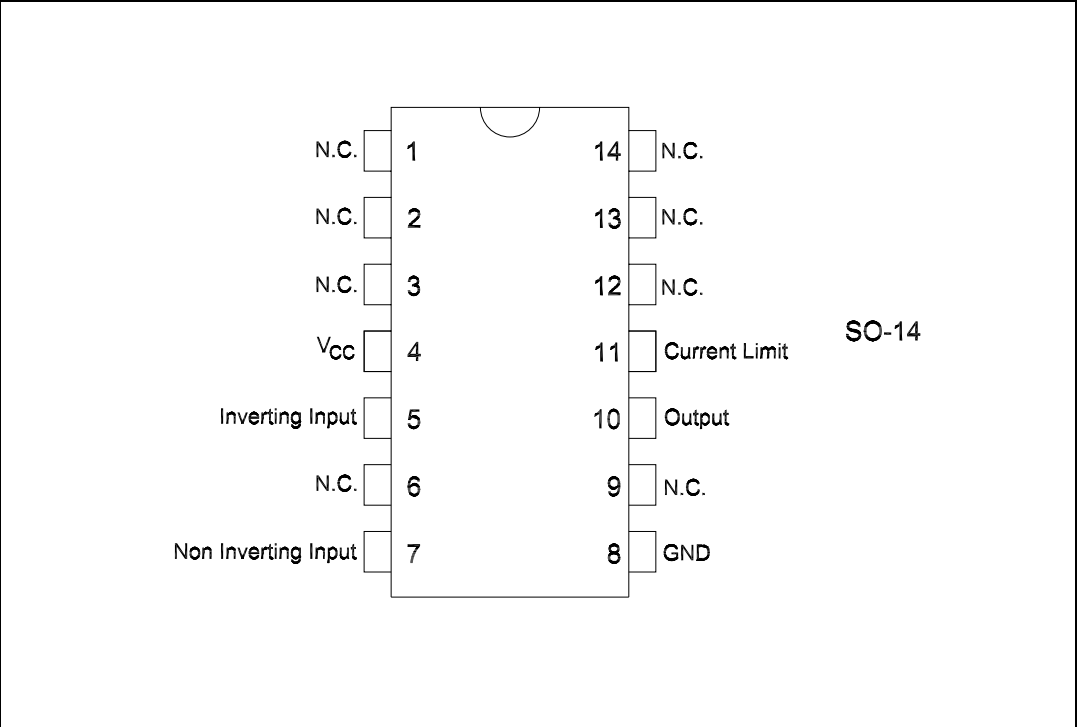 N.C. 1 14 N.C.
N.C. 2 13 N.C.
N.C. 3 12 N.C.
SO-14
VCC 4 11 Current Limit
Inverting Input 5 10 Output
N.C. 6 9 N.C.
Non Inverting Input 7 8 GND